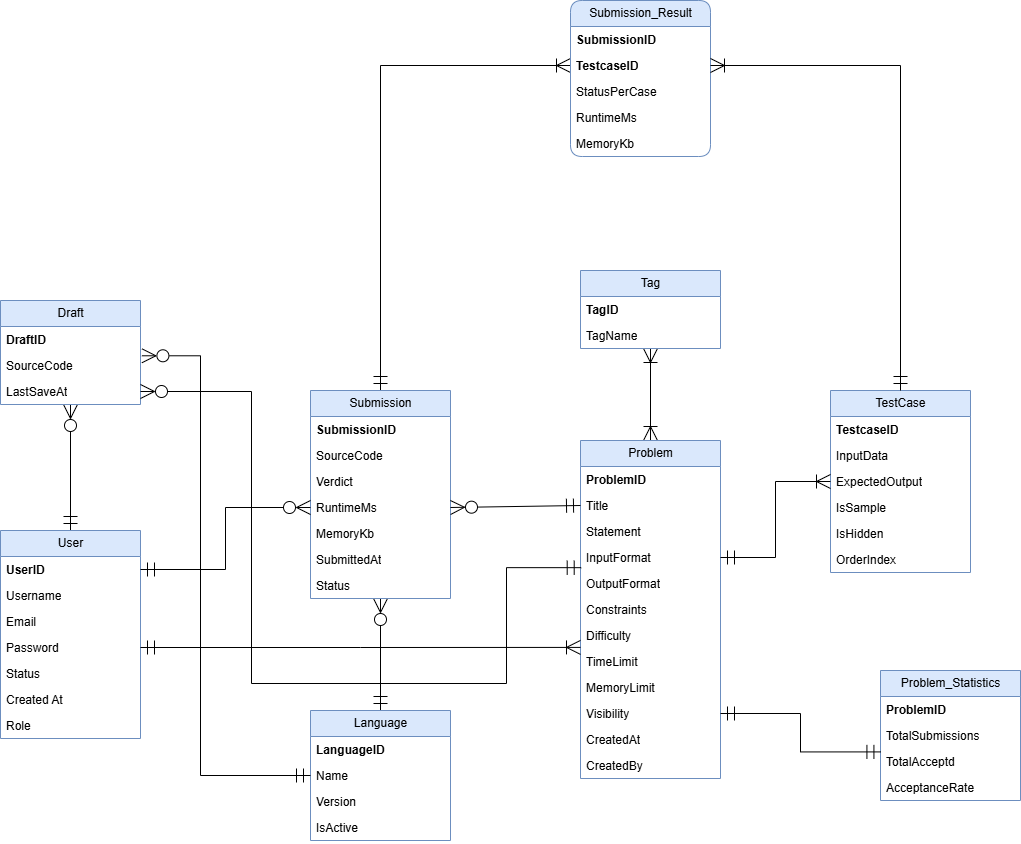 Submission_Result
SubmissionID
TestcaseID
StatusPerCase
RuntimeMs
MemoryKb
Tag
TagID
TagName
Draft
DraftID
SourceCode
LastSaveAt
Submission
SubmissionID
SourceCode
Verdict
RuntimeMs
MemoryKb
SubmittedAt
Status
TestCase
TestcaseID
InputData
ExpectedOutput
IsSample
IsHidden
OrderIndex
Problem
ProblemID
Title
Statement
InputFormat
OutputFormat
Constraints
Difficulty
TimeLimit
MemoryLimit
Visibility
CreatedAt
CreatedBy
User
UserID
Username
Email
Password
Status
Created At
Role
Problem_Statistics
ProblemID
TotalSubmissions
TotalAcceptd
AcceptanceRate
Language
LanguageID
Name
Version
IsActive